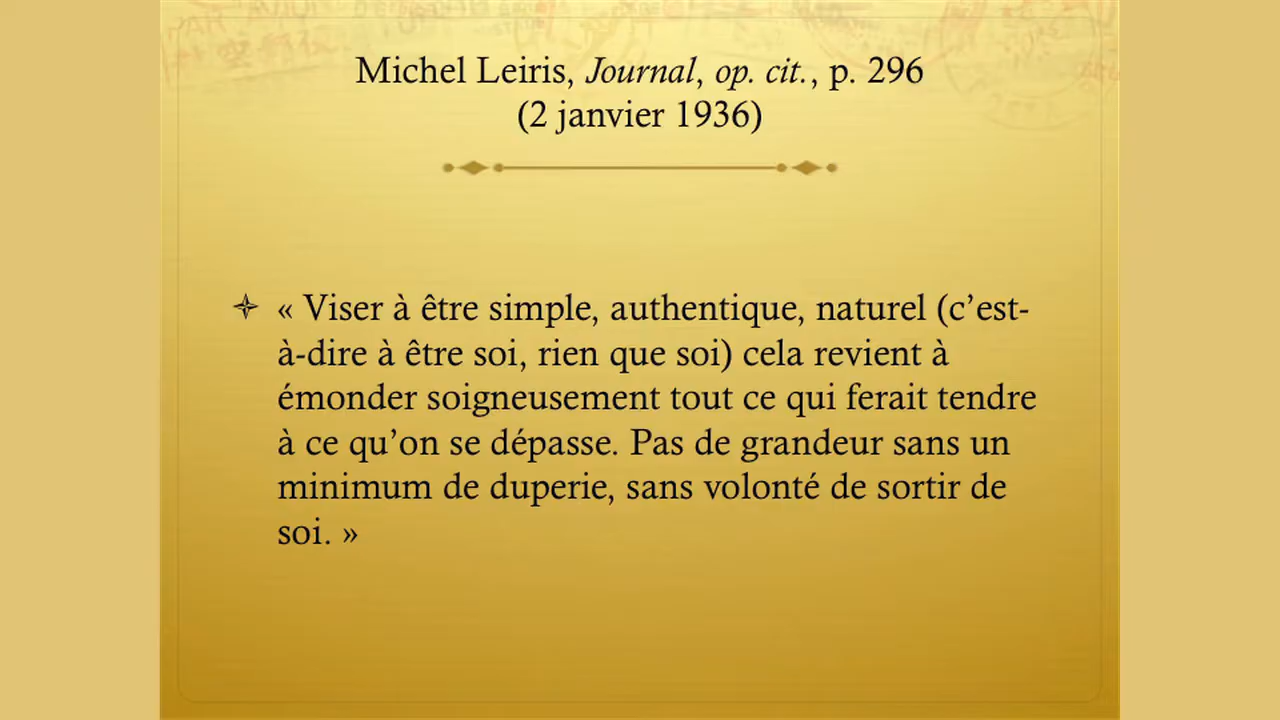 Michel Leiris, Journal, op. cit., p. 296
(2 janvier 1936)
« Viser à être simple, authentique, naturel (c’est-
à-dire à être soi, rien que soi) cela revient à
émonder soigneusement tout ce qui ferait tendre
à ce qu’on se dépasse. Pas de grandeur sans un
minimum de duperie, sans volonté de sortir de
soi. »